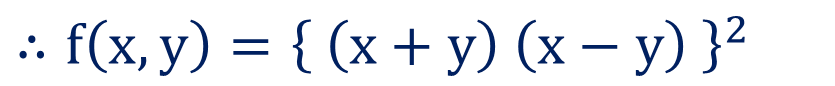 ∴ f(x, y) = { (x + y) (x − y) }²